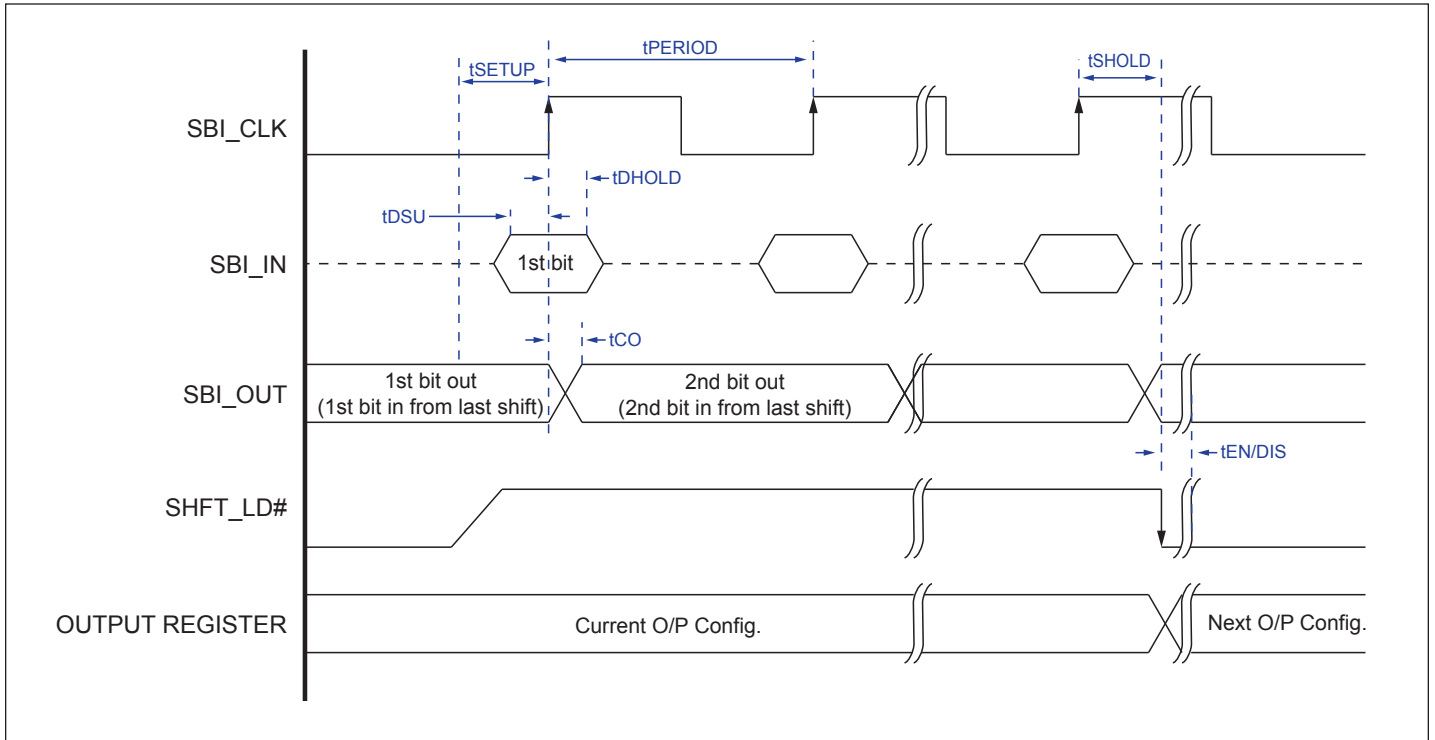 tPERIOD
tSETUP
tSHOLD
SBI_CLK
tDHOLD
tDSU
SBI_IN
1st bit
tCO
SBI_OUT
1st bit out
(1st bit in from last shift)
2nd bit out
(2nd bit in from last shift)
tEN/DIS
SHFT_LD#
OUTPUT REGISTER
Current O/P Config.
Next O/P Config.